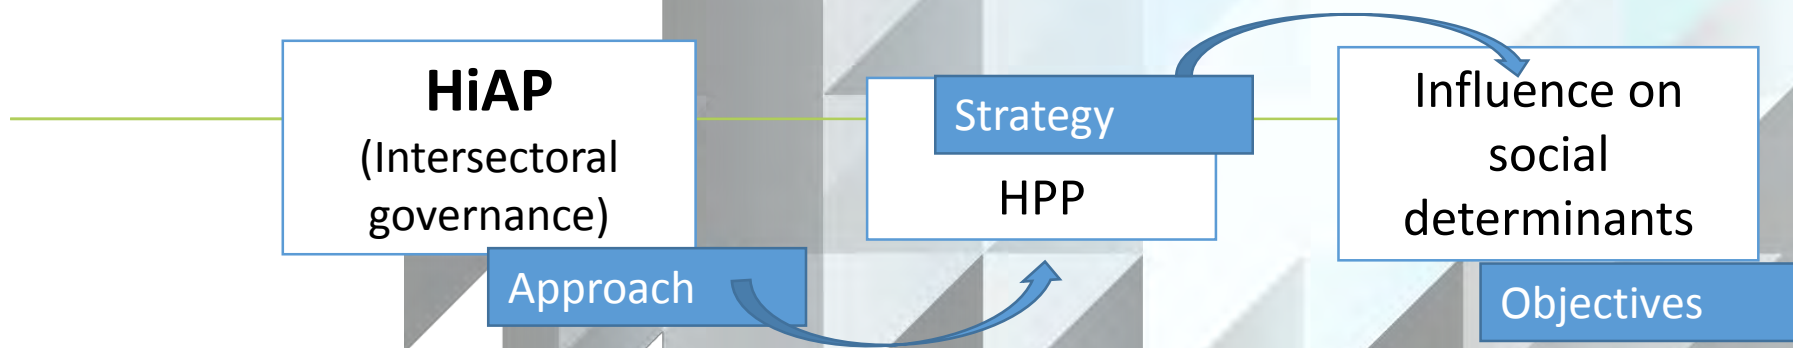 HiAP
(Intersectoral
governance)
Approach
Strategy
HPP
Influence on
social
determinants
Objectives